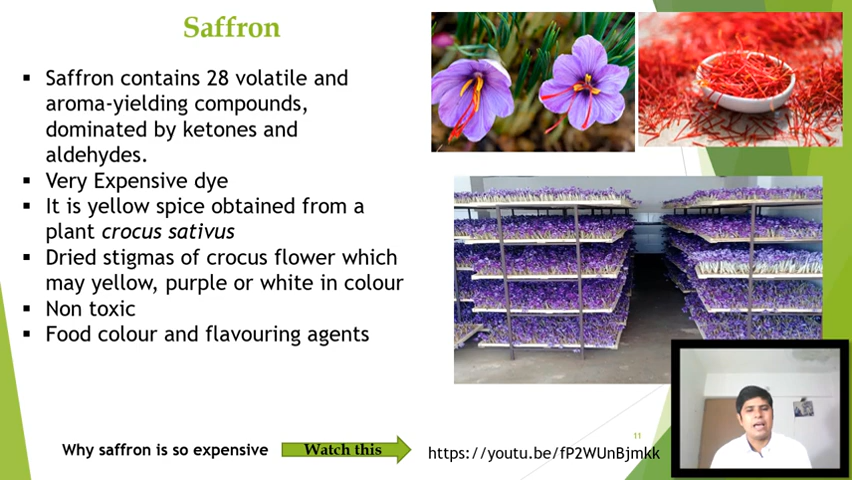 Saffron
▪ Saffron contains 28 volatile and
aroma-yielding compounds,
dominated by ketones and
aldehydes.
▪ Very Expensive dye
▪ It is yellow spice obtained from a
plant crocus sativus
▪ Dried stigmas of crocus flower which
may yellow, purple or white in colour
▪ Non toxic
▪ Food colour and flavouring agents
11
Why saffron is so expensive
Watch this
https://youtu.be/fP2WUnBjmkk